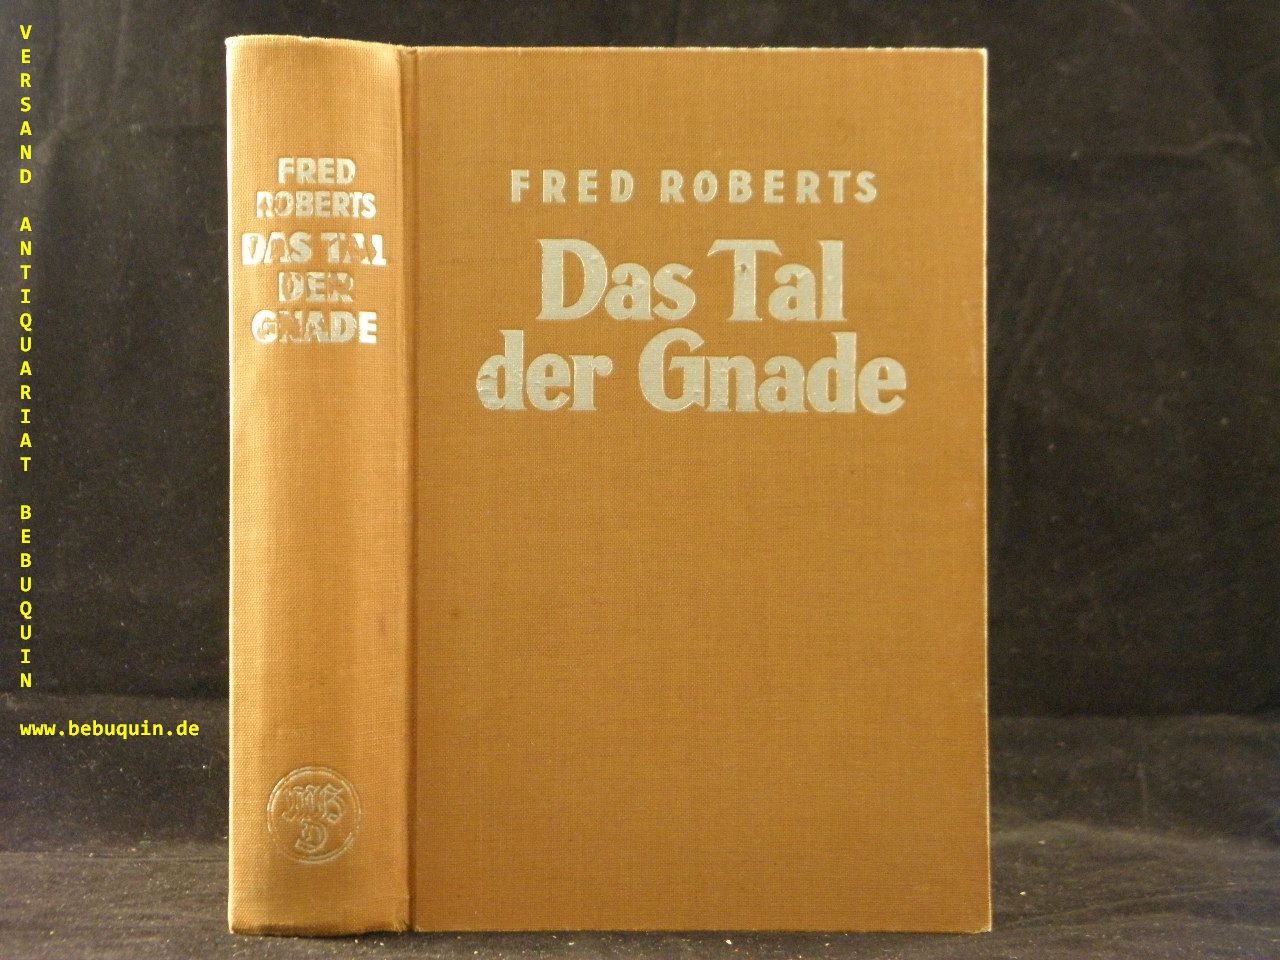 VERSAND ANTIQUARIAT BEBUQUIN
www.bebuquin.de
FRED
ROBERTS
DAS TAL
DER
GNADE
FRED ROBERTS
Das Tal
der Gnade